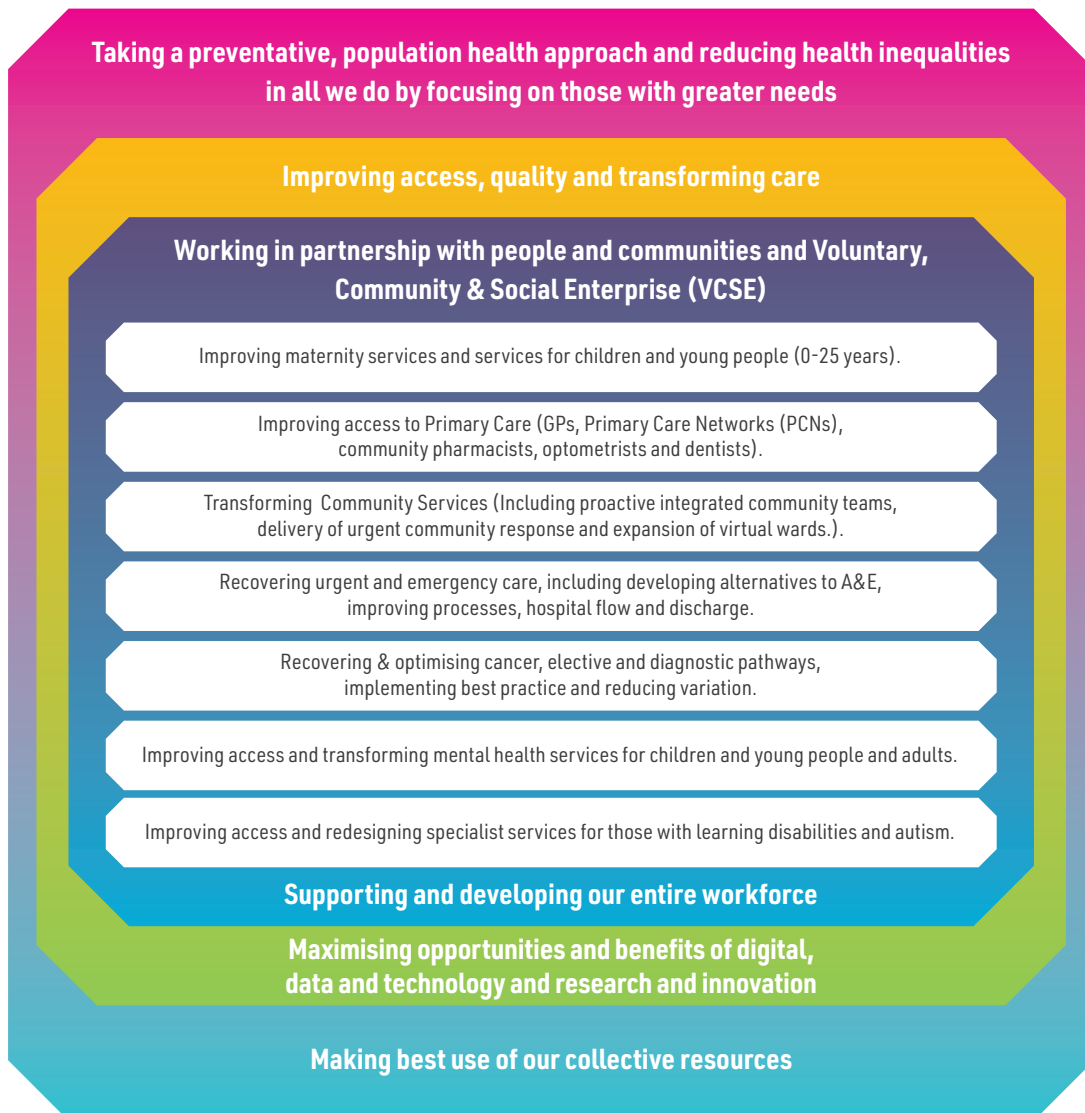 Taking a preventative, population health approach and reducing health inequalities
in all we do by focusing on those with greater needs
Improving access, quality and transforming care
Working in partnership with people and communities and Voluntary,
Community & Social Enterprise (VCSE)
Improving maternity services and services for children and young people (0-25 years).
Improving access to Primary Care (GPs, Primary Care Networks (PCNs),
community pharmacists, optometrists and dentists).
Transforming Community Services (Including proactive integrated community teams,
delivery of urgent community response and expansion of virtual wards.).
Recovering urgent and emergency care, including developing alternatives to A&E,
improving processes, hospital flow and discharge.
Recovering & optimising cancer, elective and diagnostic pathways,
implementing best practice and reducing variation.
Improving access and transforming mental health services for children and young people and adults.
Improving access and redesigning specialist services for those with learning disabilities and autism.
Supporting and developing our entire workforce
Maximising opportunities and benefits of digital,
data and technology and research and innovation
Making best use of our collective resources